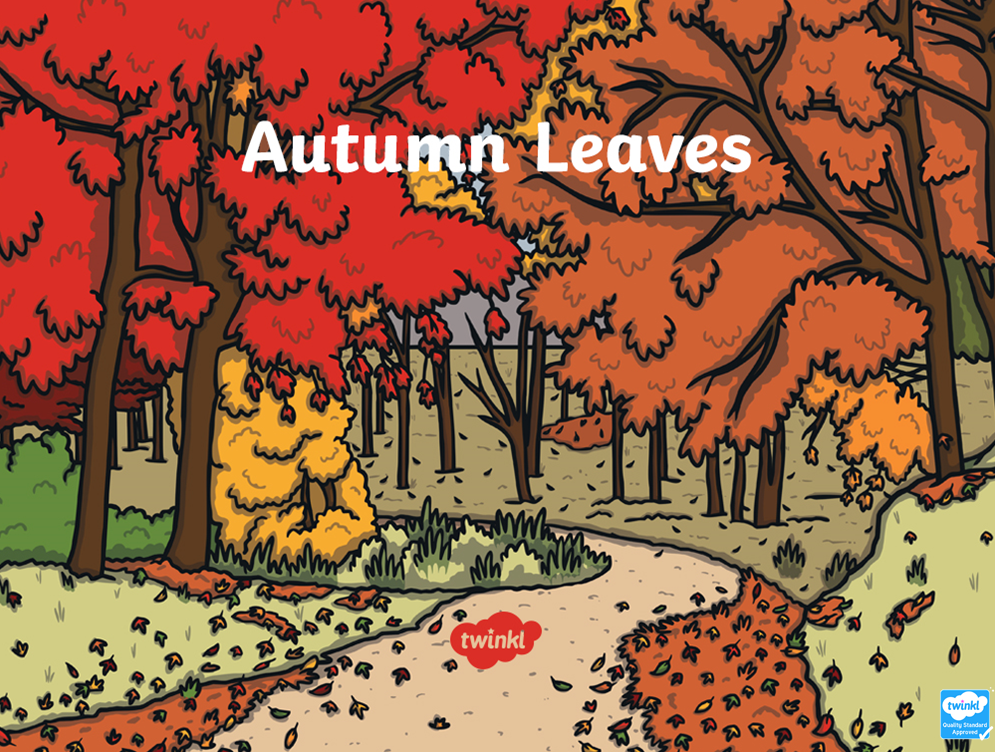 Autumn Leaves
twinkl
twinkl
Quality Standard
Approved